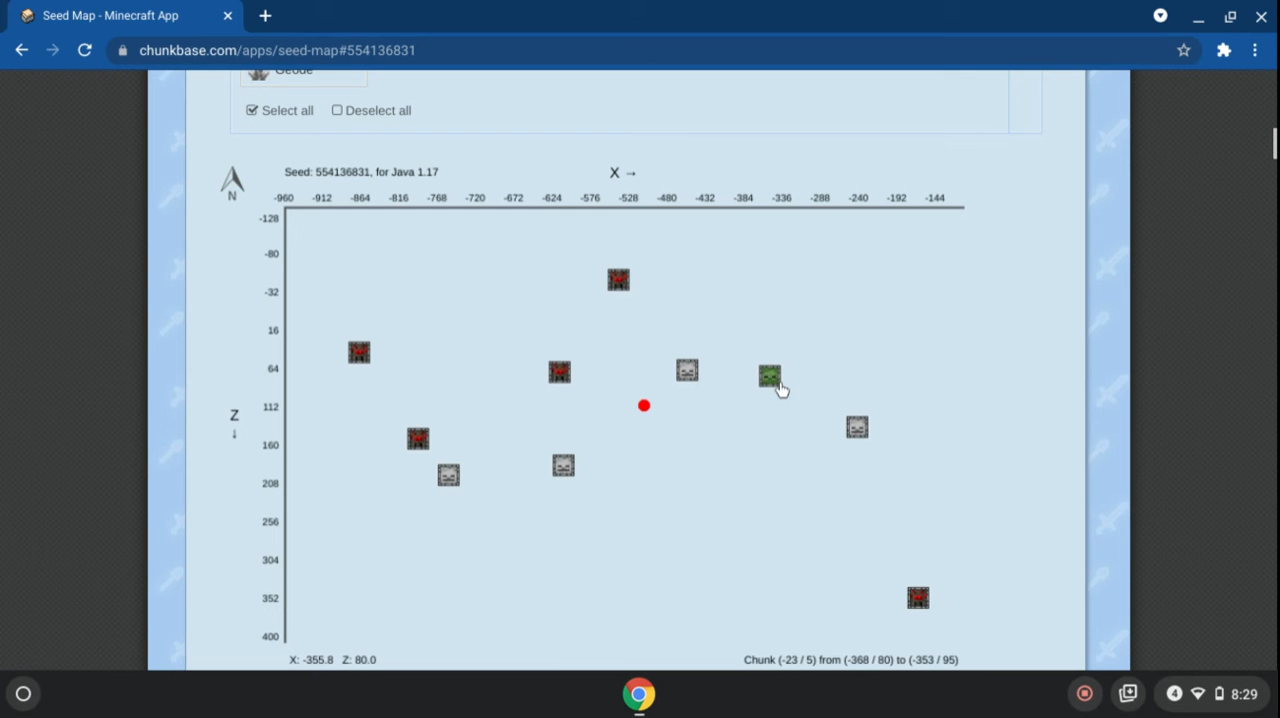 Seed Map - Minecraft App
chunkbase.com/apps/seed-map#554136831
Geode
Select all Deselect all
Seed: 554136831, for Java 1.17
X →
N
-960 -912 -864 -816 -768 -720 -672 -624 -576 -528 -480 -432 -384 -336 -288 -240 -192 -144
-128
-80
-32
16
64
112
Z
↓
160
208
256
304
352
400
X: -355.8 Z: 80.0
Chunk (-23 / 5) from (-368 / 80) to (-353 / 95)
4 8:29